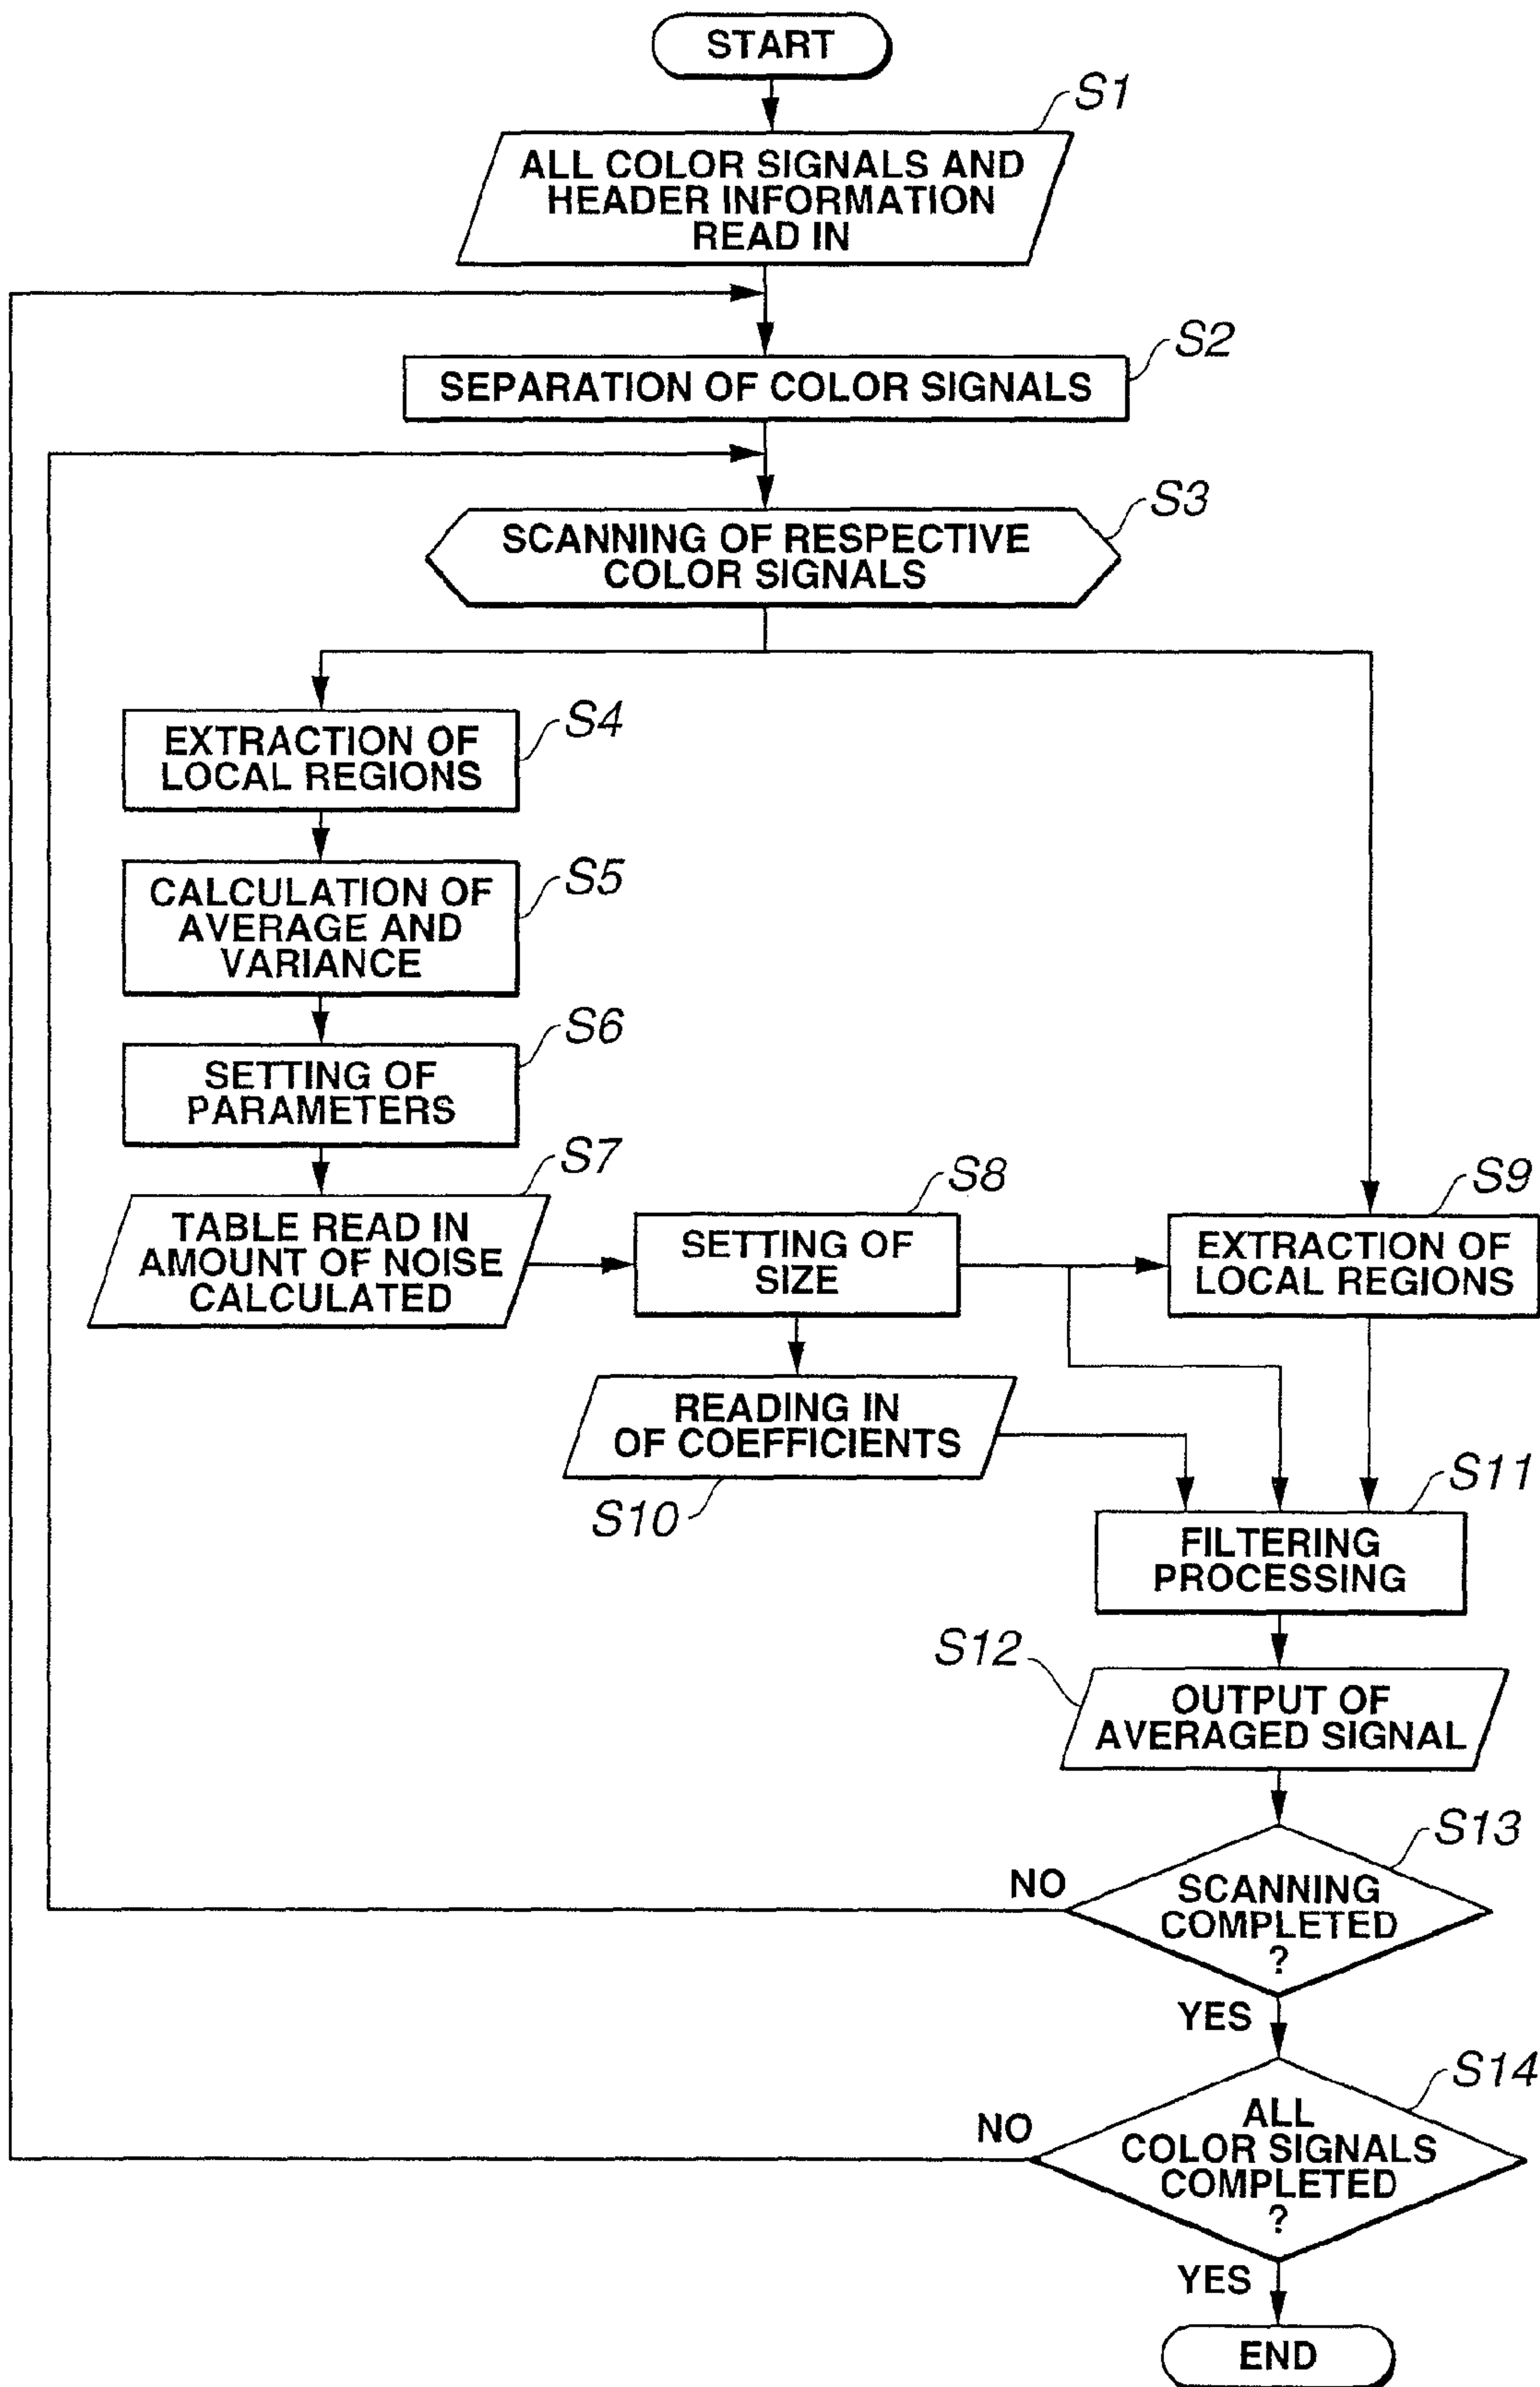 START
S1
ALL COLOR SIGNALS AND
HEADER INFORMATION
READ IN
S2
SEPARATION OF COLOR SIGNALS
S3
SCANNING OF RESPECTIVE
COLOR SIGNALS
S4
EXTRACTION OF
LOCAL REGIONS
S5
CALCULATION OF
AVERAGE AND
VARIANCE
S6
SETTING OF
PARAMETERS
S7
TABLE READ IN
AMOUNT OF NOISE
CALCULATED
S8
SETTING OF
SIZE
S9
EXTRACTION OF
LOCAL REGIONS
READING IN
OF COEFFICIENTS
S10
S11
FILTERING
PROCESSING
S12
OUTPUT OF
AVERAGED SIGNAL
S13
NO
SCANNING
COMPLETED
?
YES
S14
NO
ALL
COLOR SIGNALS
COMPLETED
?
YES
END